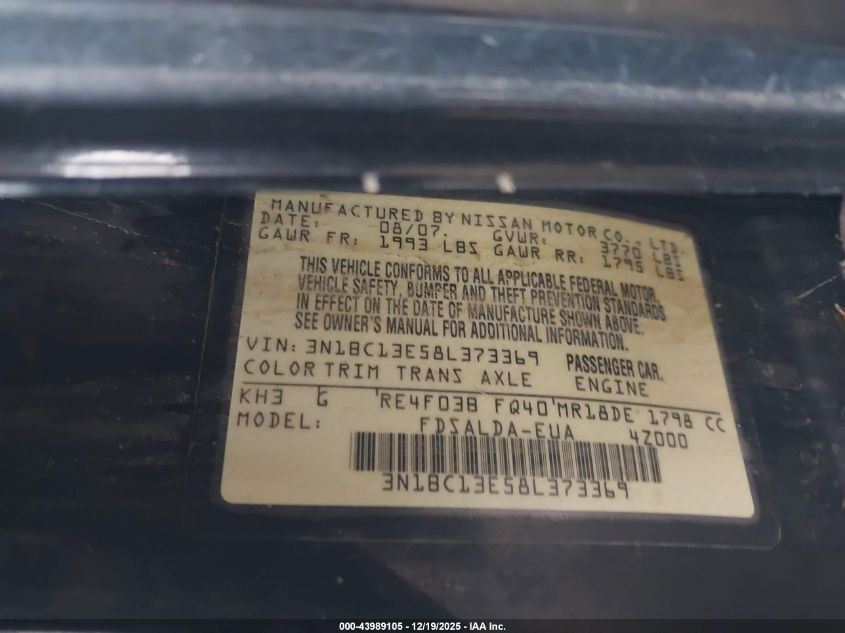 MANUFACTURED BY NISSAN MOTOR CO., LTD.
DATE: 08/07. GVWR: 3770 LBS
GAWR FR: 1993 LBS GAWR RR: 1795 LBS
THIS VEHICLE CONFORMS TO ALL APPLICABLE FEDERAL MOTOR
VEHICLE SAFETY, BUMPER AND THEFT PREVENTION STANDARDS
IN EFFECT ON THE DATE OF MANUFACTURE SHOWN ABOVE.
SEE OWNER'S MANUAL FOR ADDITIONAL INFORMATION.
VIN: 3N1BC13E58L373369 PASSENGER CAR.
COLOR TRIM TRANS AXLE ENGINE
KH3 G RE4F03B FQ40 MR18DE 1798 CC
MODEL: FDSALDA-EUA 4Z000
3N1BC13E58L373369
000-43989105 - 12/19/2025 - IAA Inc.